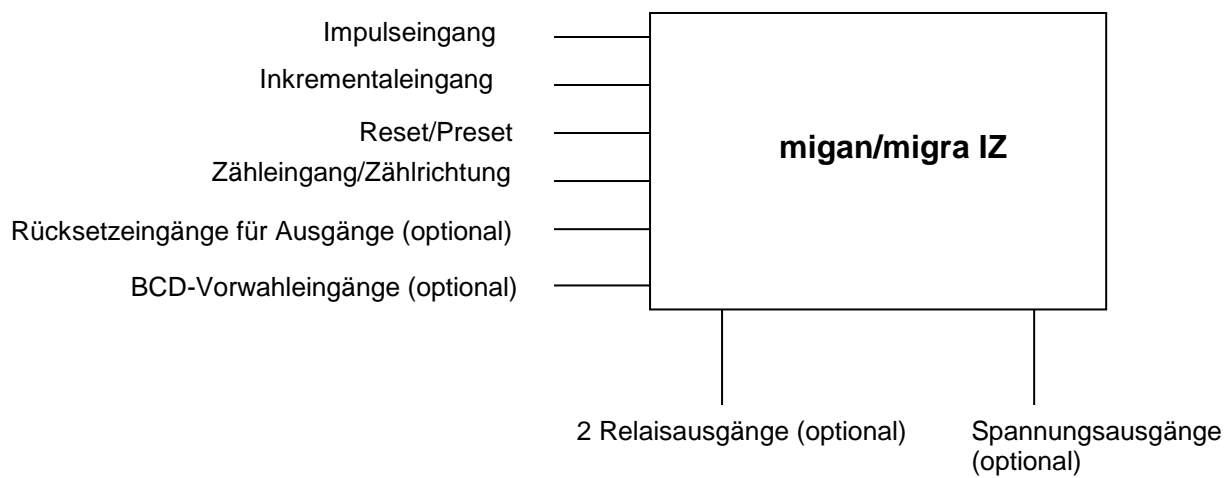 Impulseingang
Inkrementaleingang
Reset/Preset
migan/migra IZ
Zähleingang/Zählrichtung
Rücksetzeingänge für Ausgänge (optional)
BCD-Vorwahleingänge (optional)
2 Relaisausgänge (optional)
Spannungsausgänge
(optional)